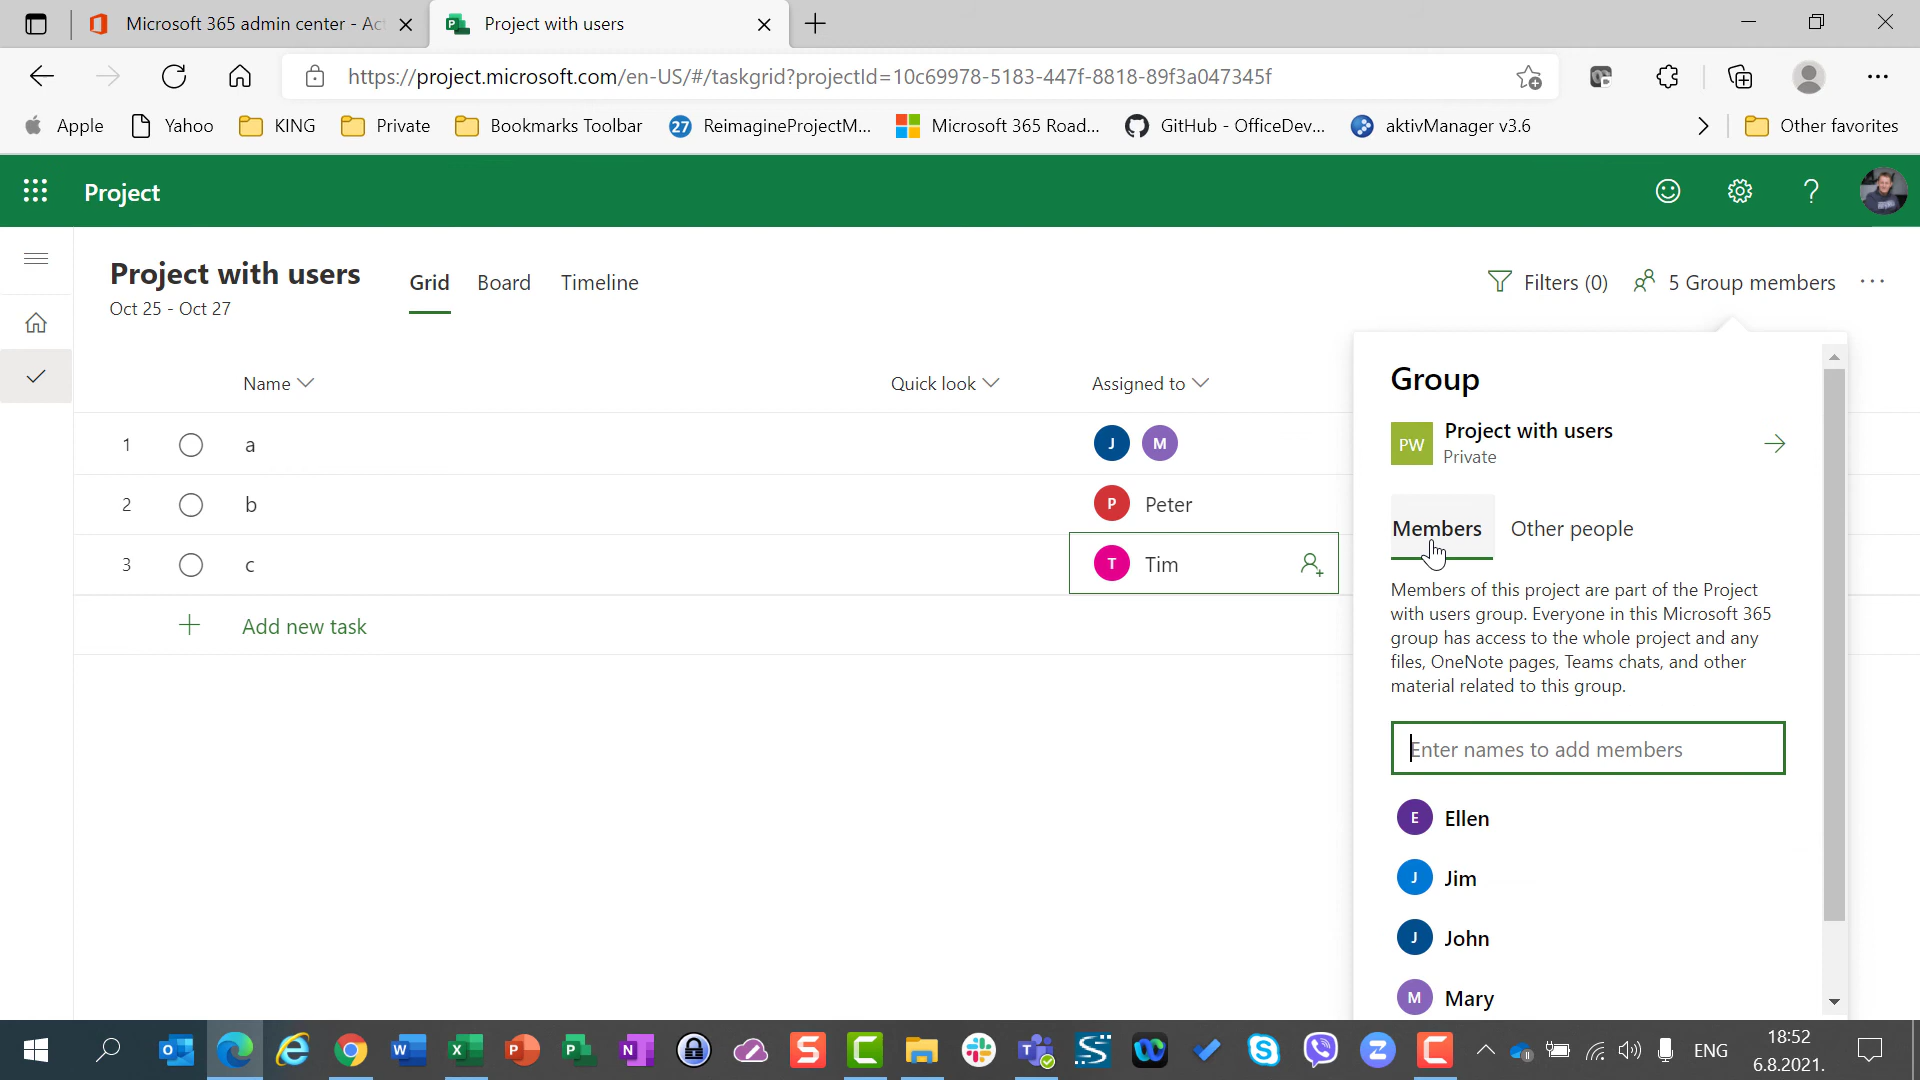 Microsoft 365 admin center - Act
Project with users
https://project.microsoft.com/en-US/#/taskgrid?projectId=10c69978-5183-447f-8818-89f3a047345f
Apple
Yahoo
KING
Private
Bookmarks Toolbar
27
ReimagineProjectM...
Microsoft 365 Road...
GitHub - OfficeDev...
aktivManager v3.6
Other favorites
Project
Project with users
Oct 25 - Oct 27
Grid
Board
Timeline
Filters (0)
5 Group members
Name
Quick look
Assigned to
1
a
J
M
2
b
P
Peter
3
c
T
Tim
Add new task
Group
PW
Project with users
Private
Members
Other people
Members of this project are part of the Project
with users group. Everyone in this Microsoft 365
group has access to the whole project and any
files, OneNote pages, Teams chats, and other
material related to this group.
Enter names to add members
E
Ellen
J
Jim
J
John
M
Mary
ENG
18:52
6.8.2021.